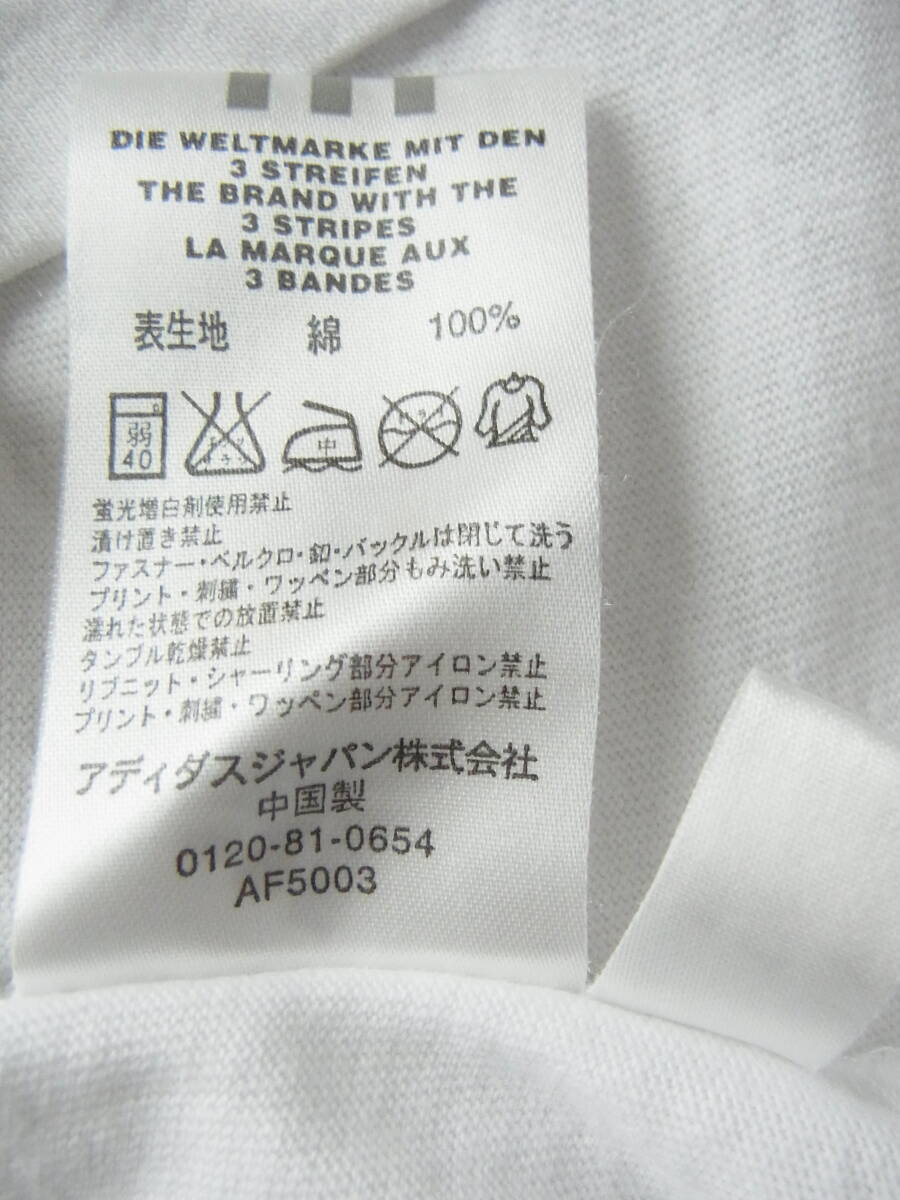 DIE WELTMARKE MIT DEN
3 STREIFEN
THE BRAND WITH THE
3 STRIPES
LA MARQUE AUX
3 BANDES
表生地 綿 100%
弱
40
中
蛍光増白剤使用禁止
漬け置き禁止
ファスナー・ベルクロ・釦・バックルは閉じて洗う
プリント・刺繍・ワッペン部分もみ洗い禁止
濡れた状態での放置禁止
タンブル乾燥禁止
リブニット・シャーリング部分アイロン禁止
プリント・刺繍・ワッペン部分アイロン禁止
アディダスジャパン株式会社
中国製
0120-81-0654
AF5003